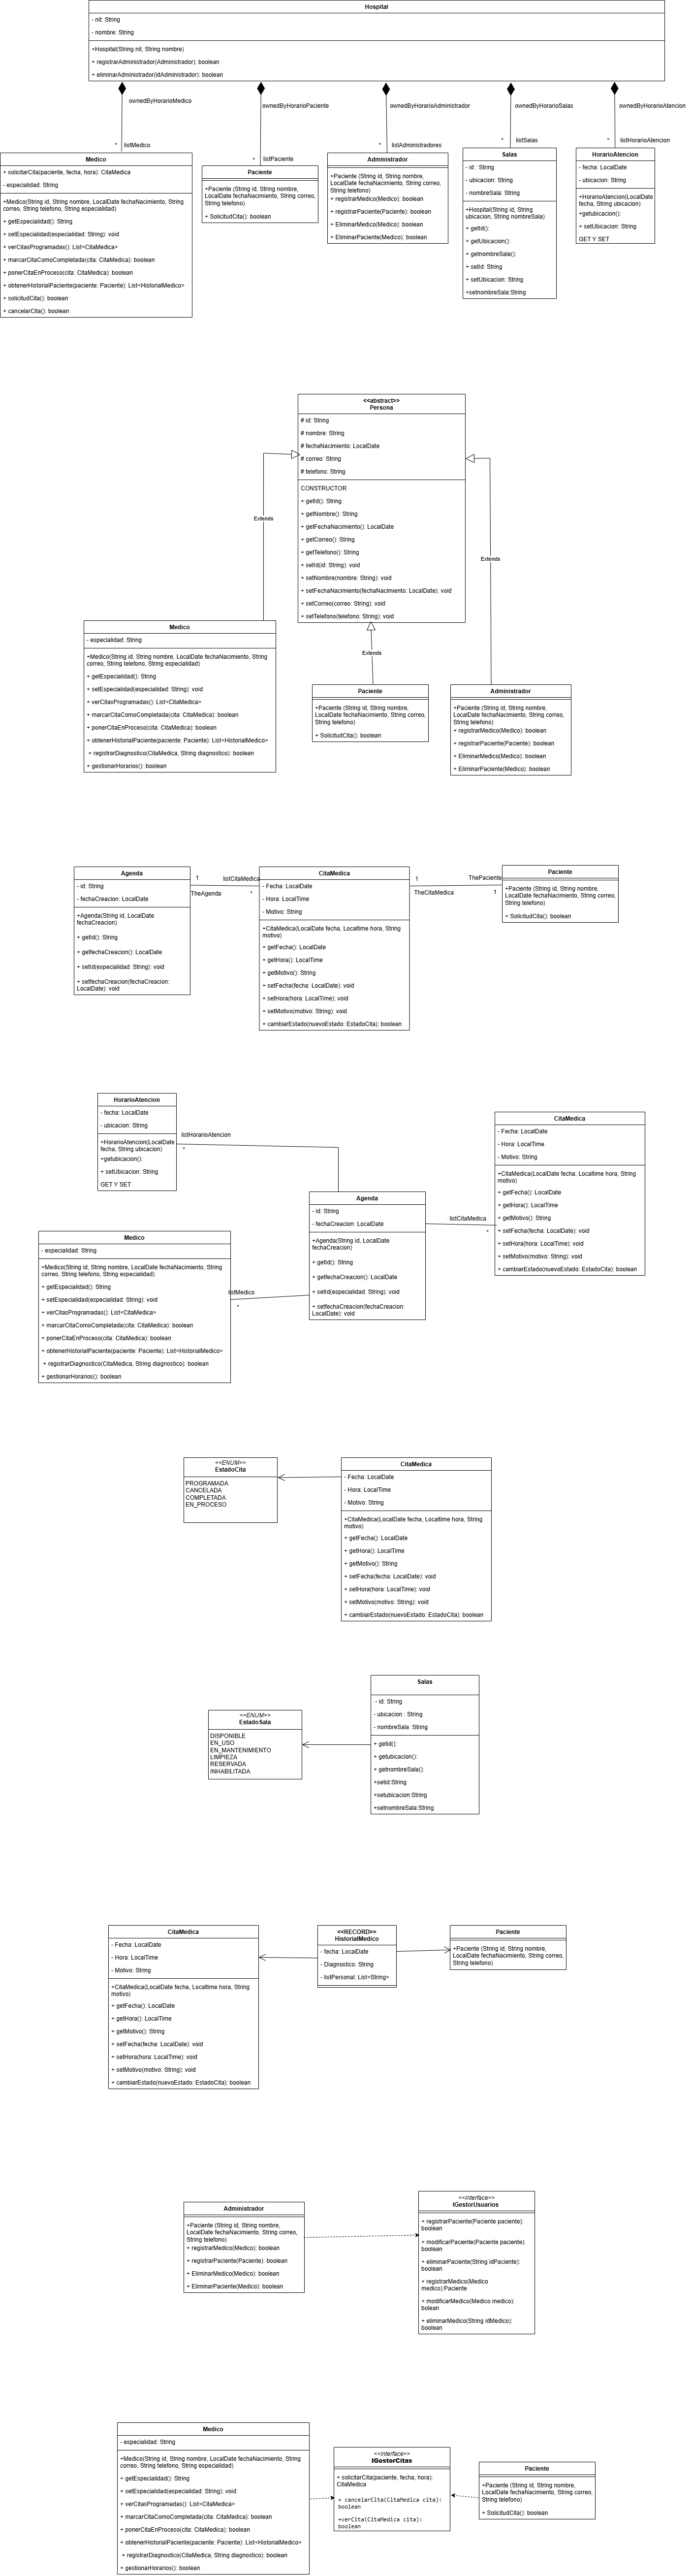 Hospital
- nit: String
- nombre: String
+Hospital(String nit, String nombre)
+ registrarAdministrador(Administrador): boolean
+ eliminarAdministrador(idAdministrador): boolean
ownedByHorarioMedico
ownedByHorarioPaciente
ownedByHorarioAdministrador
ownedByHorarioSalas
ownedByHorarioAtencion
* listMedico
* listPaciente
* listAdministradores
* listSalas
* listHorarioAtencion
Medico
+ solicitarCita(paciente, fecha, hora): CitaMedica
- especialidad: String
+Medico(String id, String nombre, LocalDate fechaNacimiento, String
correo, String telefono, String especialidad)
+ getEspecialidad(): String
+ setEspecialidad(especialidad: String): void
+ verCitasProgramadas(): List<CitaMedica>
+ marcarCitaComoCompletada(cita: CitaMedica): boolean
+ ponerCitaEnProceso(cita: CitaMedica): boolean
+ obtenerHistorialPaciente(paciente: Paciente): List<HistorialMedico>
+ solicitudCita(): boolean
+ cancelarCita(): boolean
Paciente
+Paciente (String id, String nombre,
LocalDate fechaNacimiento, String correo,
String telefono)
+ SolicitudCita(): boolean
Administrador
+Paciente (String id, String nombre,
LocalDate fechaNacimiento, String correo,
String telefono)
+ registrarMedico(Medico): boolean
+ registrarPaciente(Paciente): boolean
+ EliminarMedico(Medico): boolean
+ EliminarPaciente(Medico): boolean
Salas
- id : String
- ubicacion: String
- nombreSala: String
+Hospital(String id, String
ubicacion, String nombreSala)
+ getId():
+ getUbicacion():
+ getnombreSala():
+ setId: String
+ setUbicacion: String
+setnombreSala:String
HorarioAtencion
- fecha: LocalDate
- ubicacion: String
+HorarioAtencion(LocalDate
fecha, String ubicacion)
+getubicacion():
+ setUbicacion: String
GET Y SET
<<abstract>>
Persona
# id: String
# nombre: String
# fechaNacimiento: LocalDate
# correo: String
# telefono: String
CONSTRUCTOR
+ getId(): String
+ getNombre(): String
+ getFechaNacimiento(): LocalDate
+ getCorreo(): String
+ getTelefono(): String
+ setId(id: String): void
+ setNombre(nombre: String): void
+ setFechaNacimiento(fechaNacimiento: LocalDate): void
+ setCorreo(correo: String): void
+ setTelefono(telefono: String): void
Extends
Extends
Extends
Medico
- especialidad: String
+Medico(String id, String nombre, LocalDate fechaNacimiento, String
correo, String telefono, String especialidad)
+ getEspecialidad(): String
+ setEspecialidad(especialidad: String): void
+ verCitasProgramadas(): List<CitaMedica>
+ marcarCitaComoCompletada(cita: CitaMedica): boolean
+ ponerCitaEnProceso(cita: CitaMedica): boolean
+ obtenerHistorialPaciente(paciente: Paciente): List<HistorialMedico>
+ registrarDiagnostico(CitaMedica, String diagnostico): boolean
+ gestionarHorarios(): boolean
Paciente
+Paciente (String id, String nombre,
LocalDate fechaNacimiento, String correo,
String telefono)
+ SolicitudCita(): boolean
Administrador
+Paciente (String id, String nombre,
LocalDate fechaNacimiento, String correo,
String telefono)
+ registrarMedico(Medico): boolean
+ registrarPaciente(Paciente): boolean
+ EliminarMedico(Medico): boolean
+ EliminarPaciente(Medico): boolean
Agenda
- id: String
- fechaCreacion: LocalDate
+Agenda(String id, LocalDate
fechaCreacion)
+ getId(): String
+ getfechaCreacion(): LocalDate
+ setId(especialidad: String): void
+ setfechaCreacion(fechaCreacion:
LocalDate): void
1
listCitaMedica
TheAgenda
*
CitaMedica
- Fecha: LocalDate
- Hora: LocalTime
- Motivo: String
+CitaMedica(LocalDate fecha, Localtime hora, String
motivo)
+ getFecha(): LocalDate
+ getHora(): LocalTime
+ getMotivo(): String
+ setFecha(fecha: LocalDate): void
+ setHora(hora: LocalTime): void
+ setMotivo(motivo: String): void
+ cambiarEstado(nuevoEstado: EstadoCita): boolean
1
ThePaciente
TheCitaMedica
1
Paciente
+Paciente (String id, String nombre,
LocalDate fechaNacimiento, String correo,
String telefono)
+ SolicitudCita(): boolean
HorarioAtencion
- fecha: LocalDate
- ubicacion: String
+HorarioAtencion(LocalDate
fecha, String ubicacion)
+getubicacion():
+ setUbicacion: String
GET Y SET
listHorarioAtencion
*
CitaMedica
- Fecha: LocalDate
- Hora: LocalTime
- Motivo: String
+CitaMedica(LocalDate fecha, Localtime hora, String
motivo)
+ getFecha(): LocalDate
+ getHora(): LocalTime
+ getMotivo(): String
+ setFecha(fecha: LocalDate): void
+ setHora(hora: LocalTime): void
+ setMotivo(motivo: String): void
+ cambiarEstado(nuevoEstado: EstadoCita): boolean
Agenda
- id: String
- fechaCreacion: LocalDate
+Agenda(String id, LocalDate
fechaCreacion)
+ getId(): String
+ getfechaCreacion(): LocalDate
+ setId(especialidad: String): void
+ setfechaCreacion(fechaCreacion:
LocalDate): void
listCitaMedica
*
Medico
- especialidad: String
+Medico(String id, String nombre, LocalDate fechaNacimiento, String
correo, String telefono, String especialidad)
+ getEspecialidad(): String
+ setEspecialidad(especialidad: String): void
+ verCitasProgramadas(): List<CitaMedica>
+ marcarCitaComoCompletada(cita: CitaMedica): boolean
+ ponerCitaEnProceso(cita: CitaMedica): boolean
+ obtenerHistorialPaciente(paciente: Paciente): List<HistorialMedico>
+ registrarDiagnostico(CitaMedica, String diagnostico): boolean
+ gestionarHorarios(): boolean
listMedico
*
<<ENUM>>
EstadoCita
PROGRAMADA
CANCELADA
COMPLETADA
EN_PROCESO
CitaMedica
- Fecha: LocalDate
- Hora: LocalTime
- Motivo: String
+CitaMedica(LocalDate fecha, Localtime hora, String
motivo)
+ getFecha(): LocalDate
+ getHora(): LocalTime
+ getMotivo(): String
+ setFecha(fecha: LocalDate): void
+ setHora(hora: LocalTime): void
+ setMotivo(motivo: String): void
+ cambiarEstado(nuevoEstado: EstadoCita): boolean
<<ENUM>>
EstadoSala
DISPONIBLE
EN_USO
EN_MANTENIMIENTO
LIMPIEZA
RESERVADA
INHABILITADA
Salas
- id: String
- ubicacion : String
- nombreSala :String
+ getid():
+ getubicacion():
+ getnombreSala():
+setid:String
+setubicacion:String
+setnombreSala:String
CitaMedica
- Fecha: LocalDate
- Hora: LocalTime
- Motivo: String
+CitaMedica(LocalDate fecha, Localtime hora, String
motivo)
+ getFecha(): LocalDate
+ getHora(): LocalTime
+ getMotivo(): String
+ setFecha(fecha: LocalDate): void
+ setHora(hora: LocalTime): void
+ setMotivo(motivo: String): void
+ cambiarEstado(nuevoEstado: EstadoCita): boolean
<<RECORD>>
HistorialMedico
- fecha: LocalDate
- Diagnostico: String
- listPersonal: List<String>
Paciente
+Paciente (String id, String nombre,
LocalDate fechaNacimiento, String correo,
String telefono)
Administrador
+Paciente (String id, String nombre,
LocalDate fechaNacimiento, String correo,
String telefono)
+ registrarMedico(Medico): boolean
+ registrarPaciente(Paciente): boolean
+ EliminarMedico(Medico): boolean
+ EliminarPaciente(Medico): boolean
<<interface>>
IGestorUsuarios
+ registrarPaciente(Paciente paciente):
boolean
+ modificarPaciente(Paciente paciente):
boolean
+ eliminarPaciente(String idPaciente):
boolean
+ registrarMedico(Medico
medico):Paciente
+ modificarMedico(Medico medico):
bolean
+ eliminarMedico(String idMedico):
boolean
Medico
- especialidad: String
+Medico(String id, String nombre, LocalDate fechaNacimiento, String
correo, String telefono, String especialidad)
+ getEspecialidad(): String
+ setEspecialidad(especialidad: String): void
+ verCitasProgramadas(): List<CitaMedica>
+ marcarCitaComoCompletada(cita: CitaMedica): boolean
+ ponerCitaEnProceso(cita: CitaMedica): boolean
+ obtenerHistorialPaciente(paciente: Paciente): List<HistorialMedico>
+ registrarDiagnostico(CitaMedica, String diagnostico): boolean
+ gestionarHorarios(): boolean
<<interface>>
IGestorCitas
+ solicitarCita(paciente, fecha, hora):
CitaMedica
+ cancelarCita(CitaMedica cita):
boolean
+verCita(CitaMedica cita):
boolean
Paciente
+Paciente (String id, String nombre,
LocalDate fechaNacimiento, String correo,
String telefono)
+ SolicitudCita(): boolean